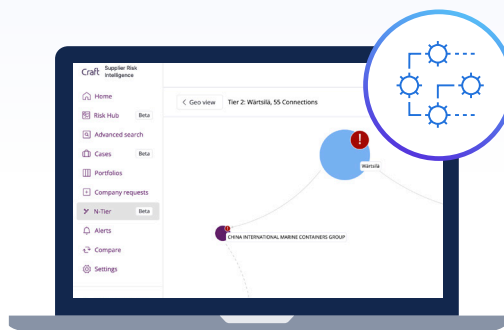 Craft Supplier Risk
Intelligence
Home
Risk Hub Beta
Advanced search
Cases Beta
Portfolios
Company requests
N-Tier Beta
Alerts
Compare
Settings
< Geo view Tier 2: Wärtsilä, 55 Connections
!
Wärtsilä
!
CHINA INTERNATIONAL MARINE CONTAINERS GROUP